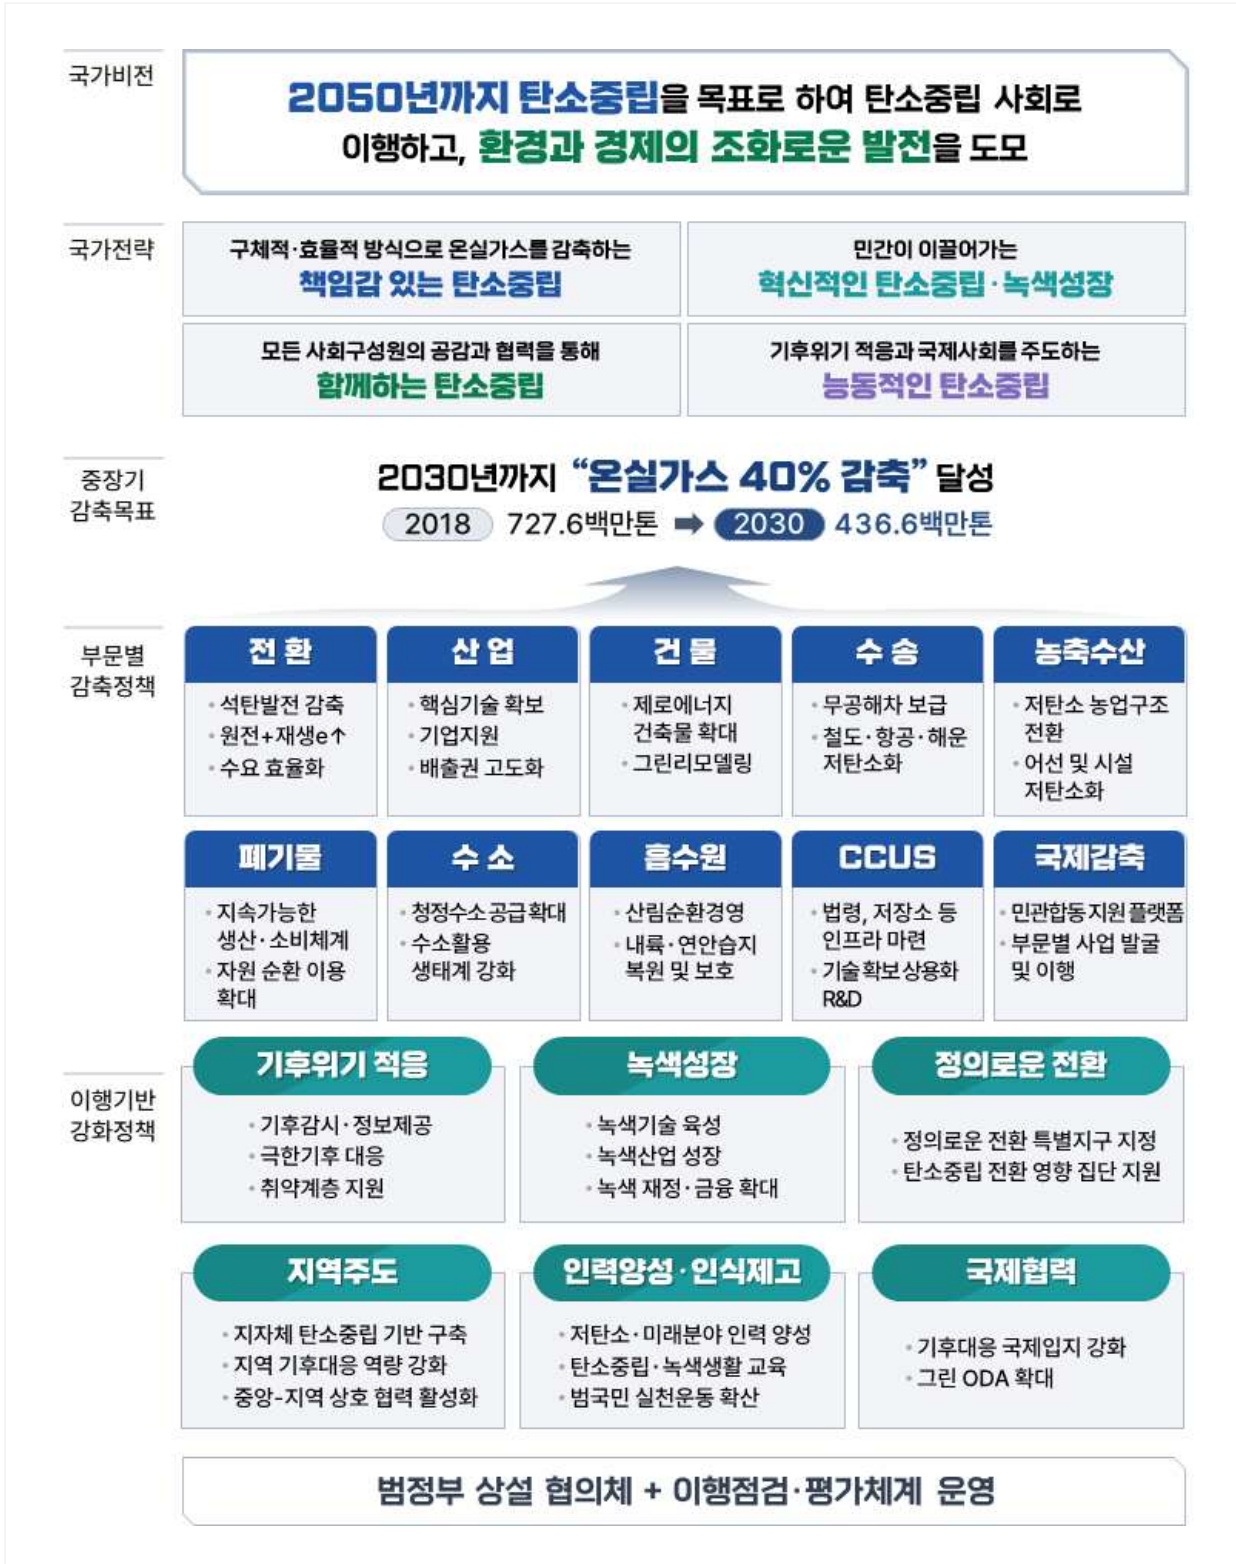 국가비전
2050년까지 탄소중립을 목표로 하여 탄소중립 사회로
이행하고, 환경과 경제의 조화로운 발전을 도모
국가전략
구체적·효율적 방식으로 온실가스를 감축하는
책임감 있는 탄소중립
민간이 이끌어가는
혁신적인 탄소중립·녹색성장
모든 사회구성원의 공감과 협력을 통해
함께하는 탄소중립
기후위기 적응과 국제사회를 주도하는
능동적인 탄소중립
중장기
감축목표
2030년까지 “온실가스 40% 감축” 달성
2018 727.6백만톤 ➡ 2030 436.6백만톤
부문별
감축정책
전 환
· 석탄발전 감축
· 원전+재생e↑
· 수요 효율화
산 업
· 핵심기술 확보
· 기업지원
· 배출권 고도화
건 물
· 제로에너지
건축물 확대
· 그린리모델링
수 송
· 무공해차 보급
· 철도·항공·해운
저탄소화
농축수산
· 저탄소 농업구조
전환
· 어선 및 시설
저탄소화
폐기물
· 지속가능한
생산·소비체계
· 자원 순환 이용
확대
수 소
· 청정수소 공급 확대
· 수소활용
생태계 강화
흡수원
· 산림순환경영
· 내륙·연안습지
복원 및 보호
CCUS
· 법령, 저장소 등
인프라 마련
· 기술 확보 상용화
R&D
국제감축
· 민관합동 지원 플랫폼
· 부문별 사업 발굴
및 이행
이행기반
강화정책
기후위기 적응
· 기후감시·정보제공
· 극한기후 대응
· 취약계층 지원
녹색성장
· 녹색기술 육성
· 녹색산업 성장
· 녹색 재정·금융 확대
정의로운 전환
· 정의로운 전환 특별지구 지정
· 탄소중립 전환 영향 집단 지원
지역주도
· 지자체 탄소중립 기반 구축
· 지역 기후대응 역량 강화
· 중앙-지역 상호 협력 활성화
인력양성·인식제고
· 저탄소·미래분야 인력 양성
· 탄소중립·녹색생활 교육
· 범국민 실천운동 확산
국제협력
· 기후대응 국제입지 강화
· 그린 ODA 확대
범정부 상설 협의체 + 이행점검·평가체계 운영